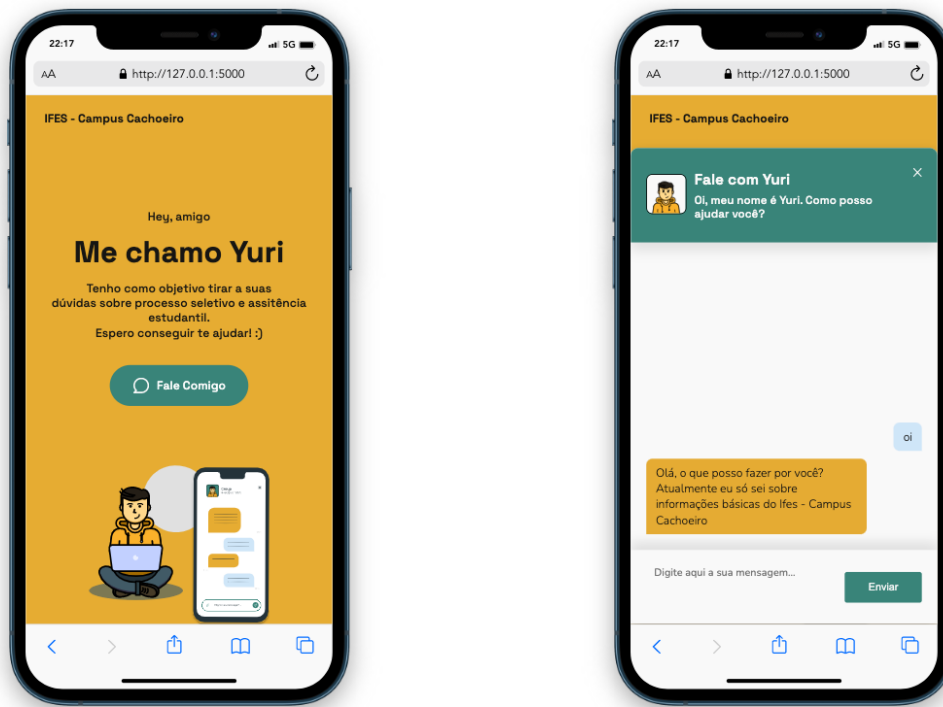 22:17
5G
AA
http://127.0.0.1:5000
IFES - Campus Cachoeiro
Hey, amigo
Me chamo Yuri
Tenho como objetivo tirar a suas
dúvidas sobre processo seletivo e assitência
estudantil.
Espero conseguir te ajudar! :)
Fale Comigo
22:17
5G
AA
http://127.0.0.1:5000
IFES - Campus Cachoeiro
Fale com Yuri
Oi, meu nome é Yuri. Como posso
ajudar você?
oi
Olá, o que posso fazer por você?
Atualmente eu só sei sobre
informações básicas do Ifes - Campus
Cachoeiro
Digite aqui a sua mensagem...
Enviar